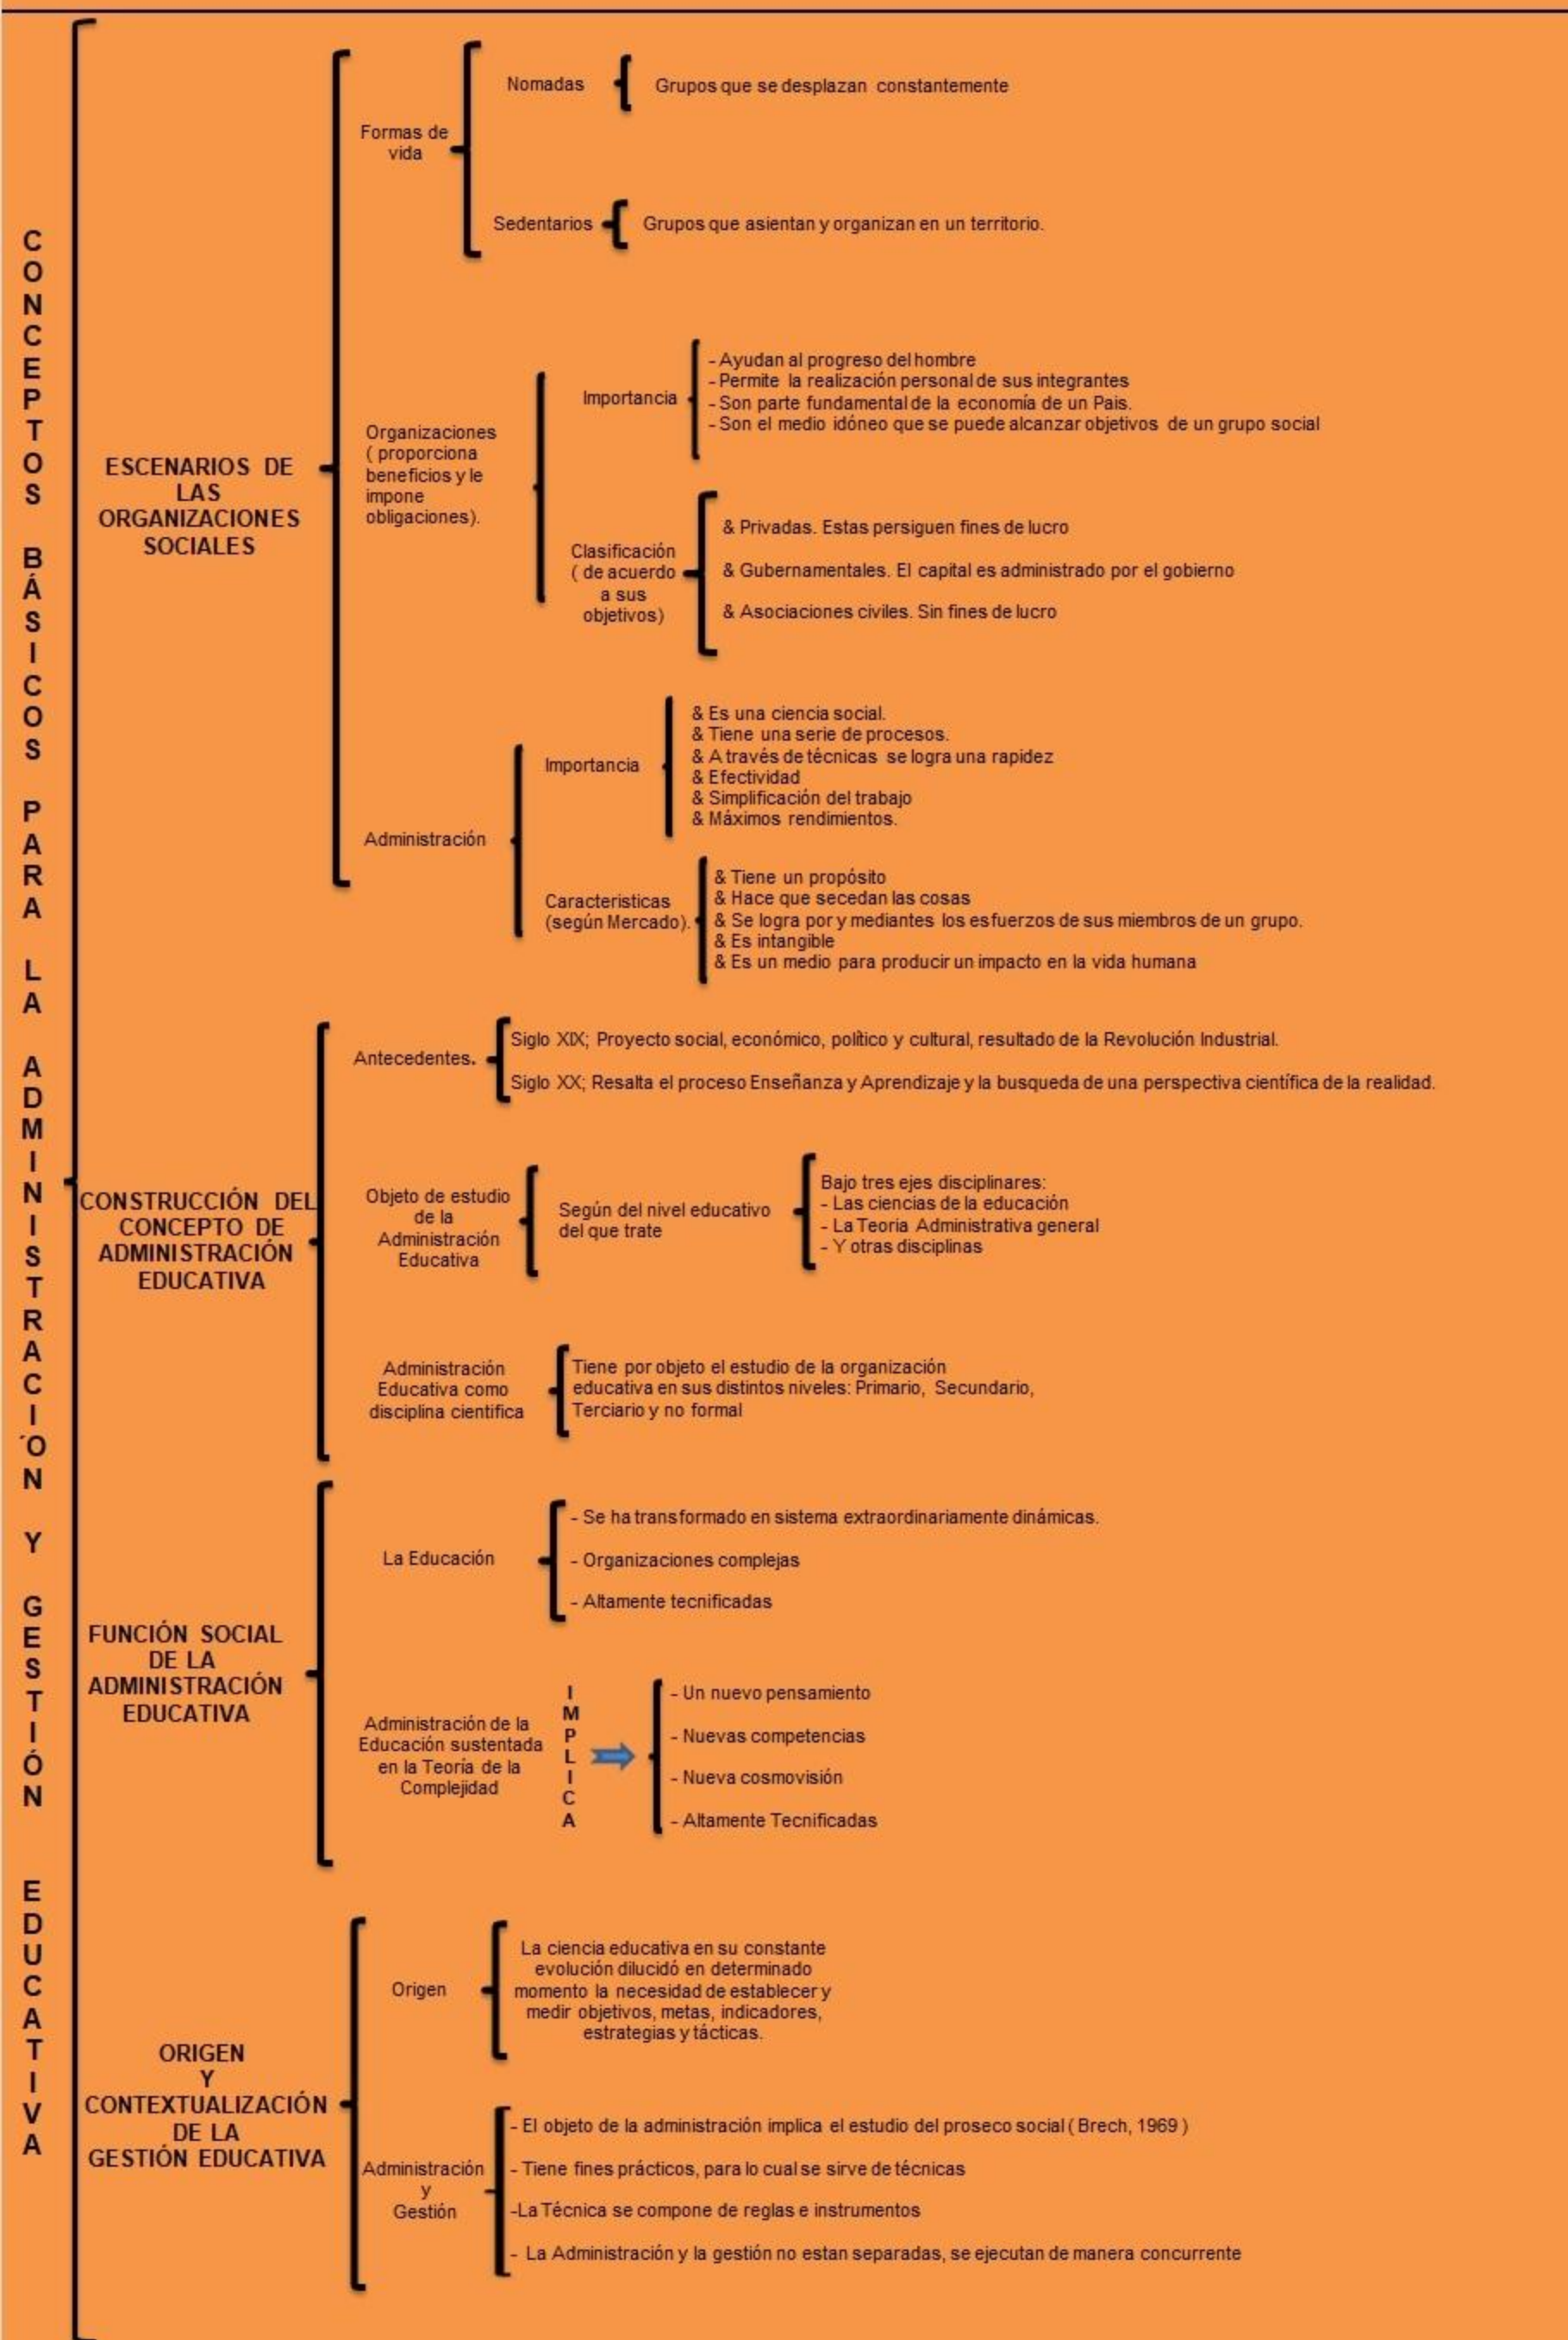 CONCEPTOS BÁSICOS PARA LA ADMINISTRACI´ON Y GESTIÓN EDUCATIVA
ESCENARIOS DE
LAS
ORGANIZACIONES
SOCIALES
Formas de
vida
Nomadas
Grupos que se desplazan constantemente
Sedentarios
Grupos que asientan y organizan en un territorio.
Organizaciones
( proporciona
beneficios y le
impone
obligaciones).
Importancia
- Ayudan al progreso del hombre
- Permite la realización personal de sus integrantes
- Son parte fundamental de la economía de un Pais.
- Son el medio idóneo que se puede alcanzar objetivos de un grupo social
Clasificación
( de acuerdo
a sus
objetivos)
& Privadas. Estas persiguen fines de lucro
& Gubernamentales. El capital es administrado por el gobierno
& Asociaciones civiles. Sin fines de lucro
Administración
Importancia
& Es una ciencia social.
& Tiene una serie de procesos.
& A través de técnicas se logra una rapidez
& Efectividad
& Simplificación del trabajo
& Máximos rendimientos.
Caracteristicas
(según Mercado).
& Tiene un propósito
& Hace que secedan las cosas
& Se logra por y mediantes los esfuerzos de sus miembros de un grupo.
& Es intangible
& Es un medio para producir un impacto en la vida humana
CONSTRUCCIÓN DEL
CONCEPTO DE
ADMINISTRACIÓN
EDUCATIVA
Antecedentes.
Siglo XIX; Proyecto social, económico, político y cultural, resultado de la Revolución Industrial.
Siglo XX; Resalta el proceso Enseñanza y Aprendizaje y la busqueda de una perspectiva científica de la realidad.
Objeto de estudio
de la
Administración
Educativa
Según del nivel educativo
del que trate
Bajo tres ejes disciplinares:
- Las ciencias de la educación
- La Teoria Administrativa general
- Y otras disciplinas
Administración
Educativa como
disciplina cientifica
Tiene por objeto el estudio de la organización
educativa en sus distintos niveles: Primario, Secundario,
Terciario y no formal
FUNCIÓN SOCIAL
DE LA
ADMINISTRACIÓN
EDUCATIVA
La Educación
- Se ha transformado en sistema extraordinariamente dinámicas.
- Organizaciones complejas
- Altamente tecnificadas
Administración de la
Educación sustentada
en la Teoría de la
Complejidad
IMPLICA
- Un nuevo pensamiento
- Nuevas competencias
- Nueva cosmovisión
- Altamente Tecnificadas
ORIGEN
Y
CONTEXTUALIZACIÓN
DE LA
GESTIÓN EDUCATIVA
Origen
La ciencia educativa en su constante
evolución dilucidó en determinado
momento la necesidad de establecer y
medir objetivos, metas, indicadores,
estrategias y tácticas.
Administración
y
Gestión
- El objeto de la administración implica el estudio del proseco social ( Brech, 1969 )
- Tiene fines prácticos, para lo cual se sirve de técnicas
-La Técnica se compone de reglas e instrumentos
- La Administración y la gestión no estan separadas, se ejecutan de manera concurrente